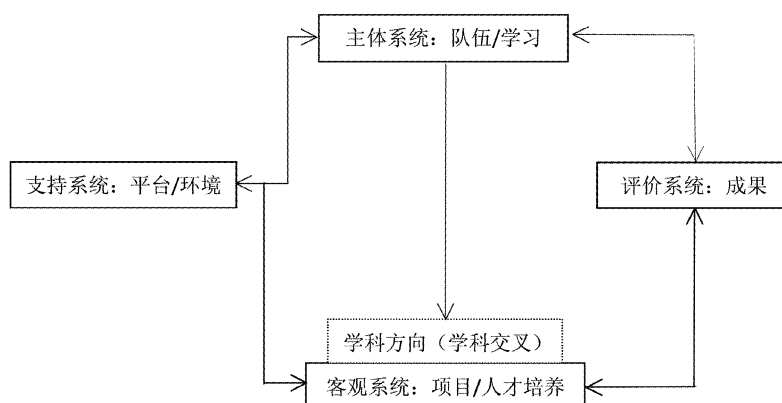 主体系统：队伍/学习
支持系统：平台/环境
评价系统：成果
学科方向（学科交叉）
客观系统：项目/人才培养